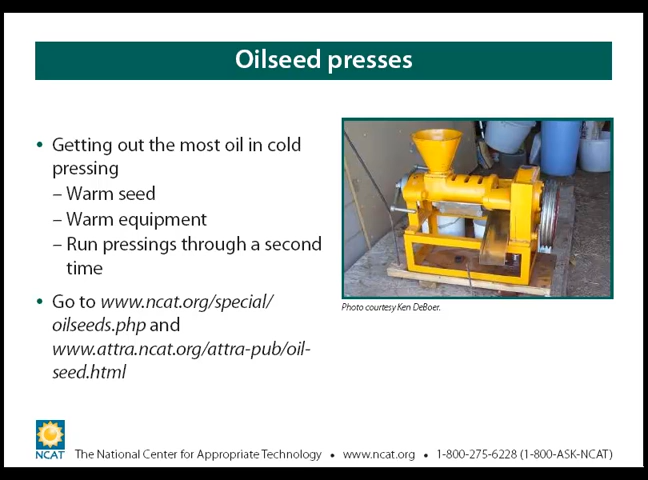 Oilseed presses
• Getting out the most oil in cold
pressing
– Warm seed
– Warm equipment
– Run pressings through a second
time
• Go to www.ncat.org/special/
oilseeds.php and
www.attra.ncat.org/attra-pub/oil-
seed.html
Photo courtesy Ken DeBoer.
NCAT
The National Center for Appropriate Technology • www.ncat.org • 1-800-275-6228 (1-800-ASK-NCAT)